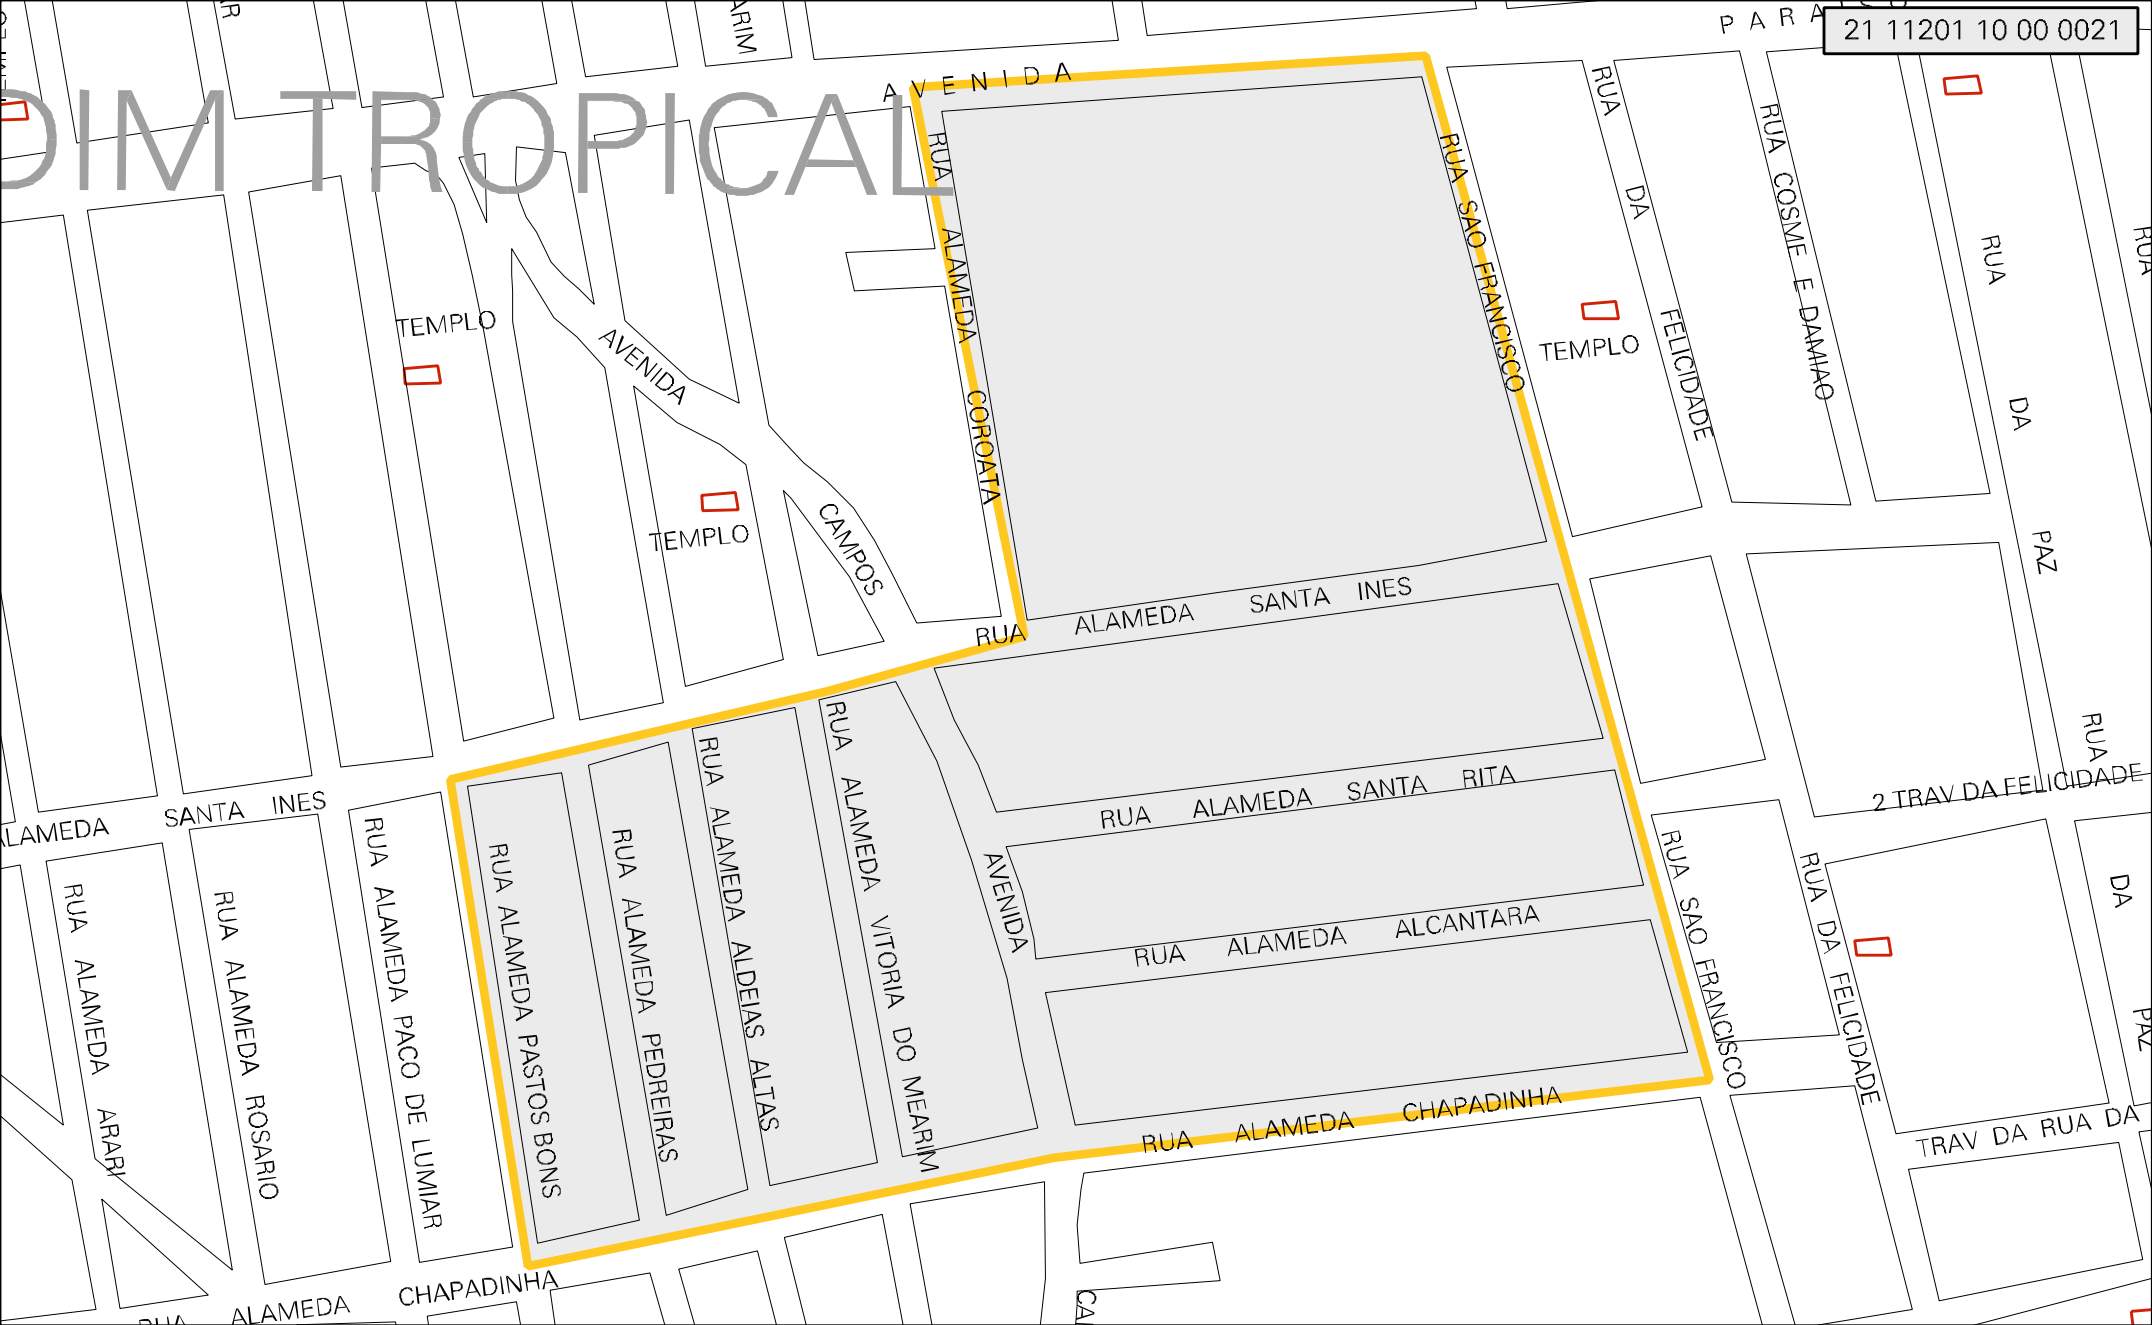 21 11201 10 00 0021
AVENIDA
DIM TROPICAL
RUA ALAMEDA COROATA
RUA SAO FRANCISCO
RUA DA FELICIDADE
RUA COSME E DAMIAO
RUA DA PAZ
RUA
TEMPLO
AVENIDA CAMPOS
TEMPLO
TEMPLO
RUA ALAMEDA SANTA INES
RUA DA PAZ
2 TRAV DA FELICIDADE
RUA ALAMEDA SANTA RITA
SANTA INES
RUA ALAMEDA ARARI
RUA ALAMEDA ROSARIO
RUA ALAMEDA PACO DE LUMIAR
RUA ALAMEDA PASTOS BONS
RUA ALAMEDA PEDREIRAS
RUA ALAMEDA ALDEIAS ALTAS
RUA ALAMEDA VITORIA DO MEARIM
AVENIDA
RUA ALAMEDA ALCANTARA
RUA SAO FRANCISCO
RUA DA FELICIDADE
RUA ALAMEDA CHAPADINHA
TRAV DA RUA DA
RUA ALAMEDA CHAPADINHA